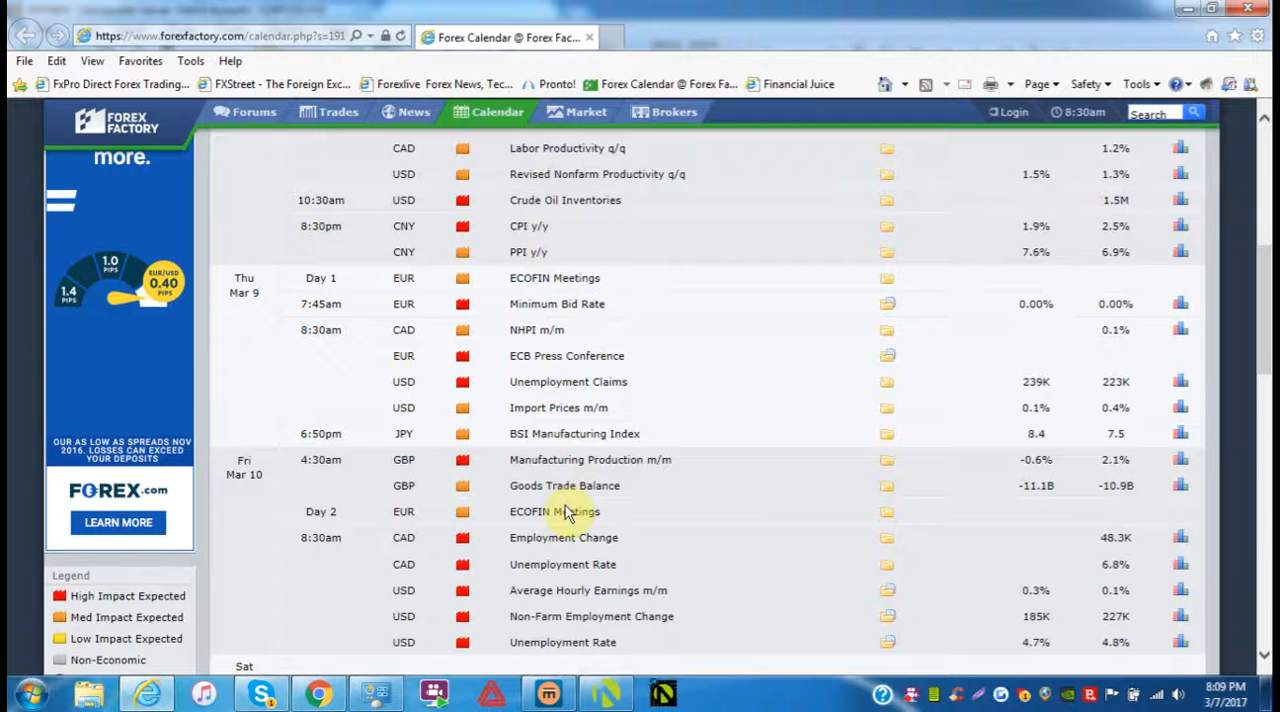 https://www.forexfactory.com/calendar.php?s=191
Forex Calendar @ Forex Fac...
File Edit View Favorites Tools Help
FxPro Direct Forex Trading... FXStreet - The Foreign Exc... Forexlive Forex News, Tec... Pronto! Forex Calendar @ Forex Fa... Financial Juice Page Safety Tools
FOREX FACTORY Forums Trades News Calendar Market Brokers Login 8:30am Search
more.
1.0 PIPS
1.4 PIPS
EUR/USD 0.40 PIPS
OUR AS LOW AS SPREADS NOV
2016. LOSSES CAN EXCEED
YOUR DEPOSITS
FOREX.com
LEARN MORE
Legend
High Impact Expected
Med Impact Expected
Low Impact Expected
Non-Economic
CAD Labor Productivity q/q 1.2%
USD Revised Nonfarm Productivity q/q 1.5% 1.3%
10:30am USD Crude Oil Inventories 1.5M
8:30pm CNY CPI y/y 1.9% 2.5%
CNY PPI y/y 7.6% 6.9%
Thu Mar 9 Day 1 EUR ECOFIN Meetings
7:45am EUR Minimum Bid Rate 0.00% 0.00%
8:30am CAD NHPI m/m 0.1%
EUR ECB Press Conference
USD Unemployment Claims 239K 223K
USD Import Prices m/m 0.1% 0.4%
6:50pm JPY BSI Manufacturing Index 8.4 7.5
Fri Mar 10 4:30am GBP Manufacturing Production m/m -0.6% 2.1%
GBP Goods Trade Balance -11.1B -10.9B
Day 2 EUR ECOFIN Meetings
8:30am CAD Employment Change 48.3K
CAD Unemployment Rate 6.8%
USD Average Hourly Earnings m/m 0.3% 0.1%
USD Non-Farm Employment Change 185K 227K
USD Unemployment Rate 4.7% 4.8%
Sat
8:09 PM
3/7/2017